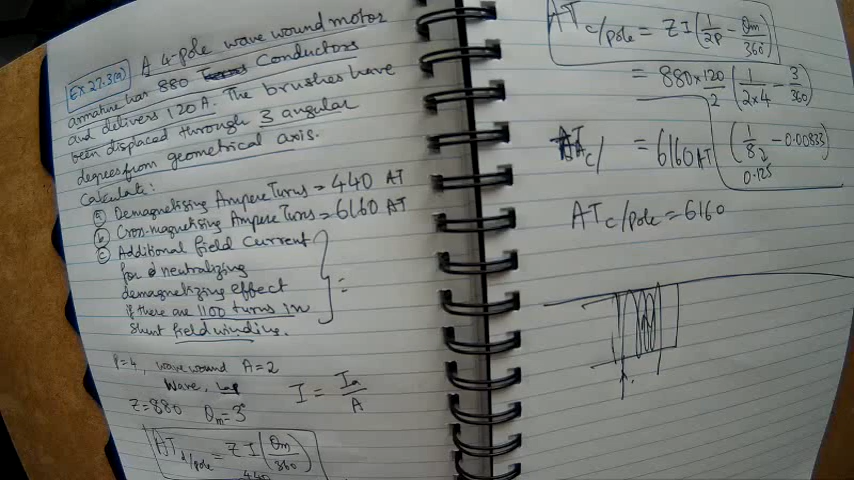 Ex 27.3(a) A 4-pole wave wound motor
armature has 880 Turns Conductors
and delivers 120 A. The brushes have
been displaced through 3 angular
degrees from geometrical axis.
Calculate:
(a) Demagnetising Ampere Turns = 440 AT
(b) Cross-magnetising Ampere Turns = 6160 AT
(c) Additional field Current
for neutralizing
demagnetizing effect =
if there are 1100 turns in
Shunt field winding.
P=4, wave wound A=2
Wave, Lap
I = Ia/A
Z=880 θm=3°
ATd/pole = ZI(θm/360)
440
ATc/pole = ZI(1/2P - θm/360)
= 880 × 120/2 (1/2×4 - 3/360)
ATc/ = 6160 AT (1/8 - 0.00833)
0.125
ATc/pole = 6160